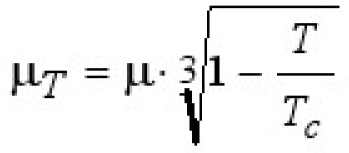 μ_T = μ · ∛(1 − T/T_c)